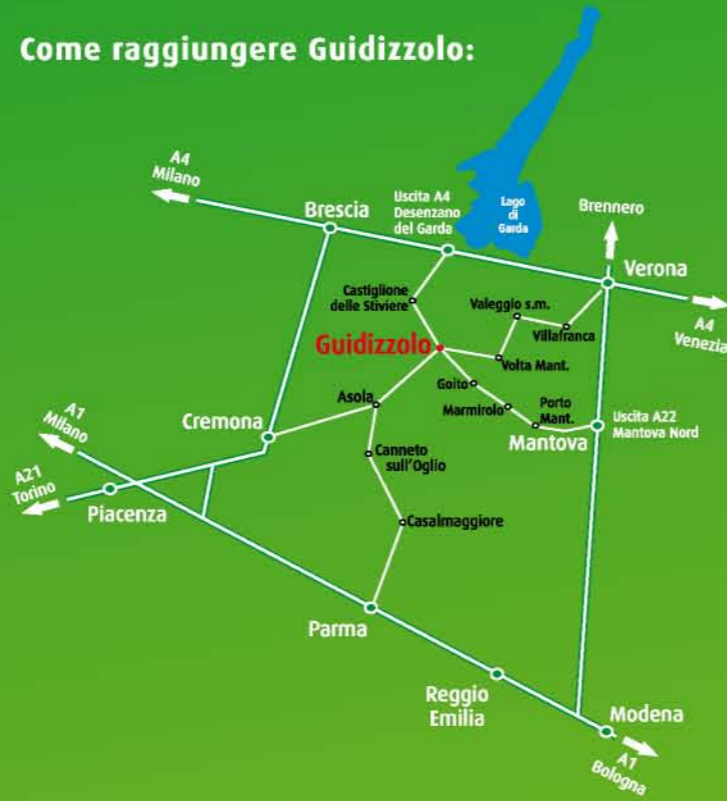 Come raggiungere Guidizzolo:
A4
Milano
Brescia
Uscita A4
Desenzano
del Garda
Lago
di
Garda
Brennero
Verona
A4
Venezia
Castiglione
delle Stiviere
Valeggio s.m.
Villafranca
Guidizzolo
Volta Mant.
Goito
Asola
Marmirolo
Porto
Mant.
Mantova
Uscita A22
Mantova Nord
A1
Milano
Cremona
Canneto
sull'Oglio
A21
Torino
Piacenza
Casalmaggiore
Parma
Reggio
Emilia
Modena
A1
Bologna